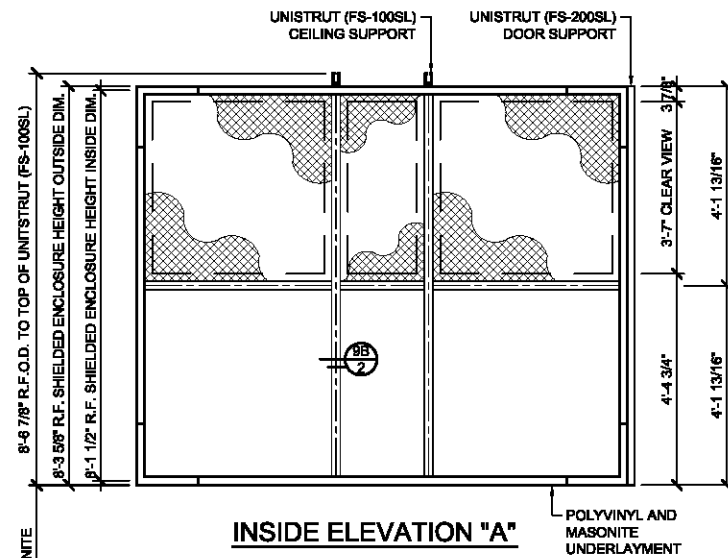 UNISTRUT (FS-100SL)
CEILING SUPPORT
UNISTRUT (FS-200SL)
DOOR SUPPORT
8'-6 7/8" R.F.O.D. TO TOP OF UNITSTRUT (FS-100SL)
8'-3 5/8" R.F. SHIELDED ENCLOSURE HEIGHT OUTSIDE DIM.
8'-1 1/2" R.F. SHIELDED ENCLOSURE HEIGHT INSIDE DIM.
3 7/8"
3'-7" CLEAR VIEW
4'-1 13/16"
4'-4 3/4"
4'-1 13/16"
9B
2
NITE
INSIDE ELEVATION "A"
POLYVINYL AND
MASONITE
UNDERLAYMENT